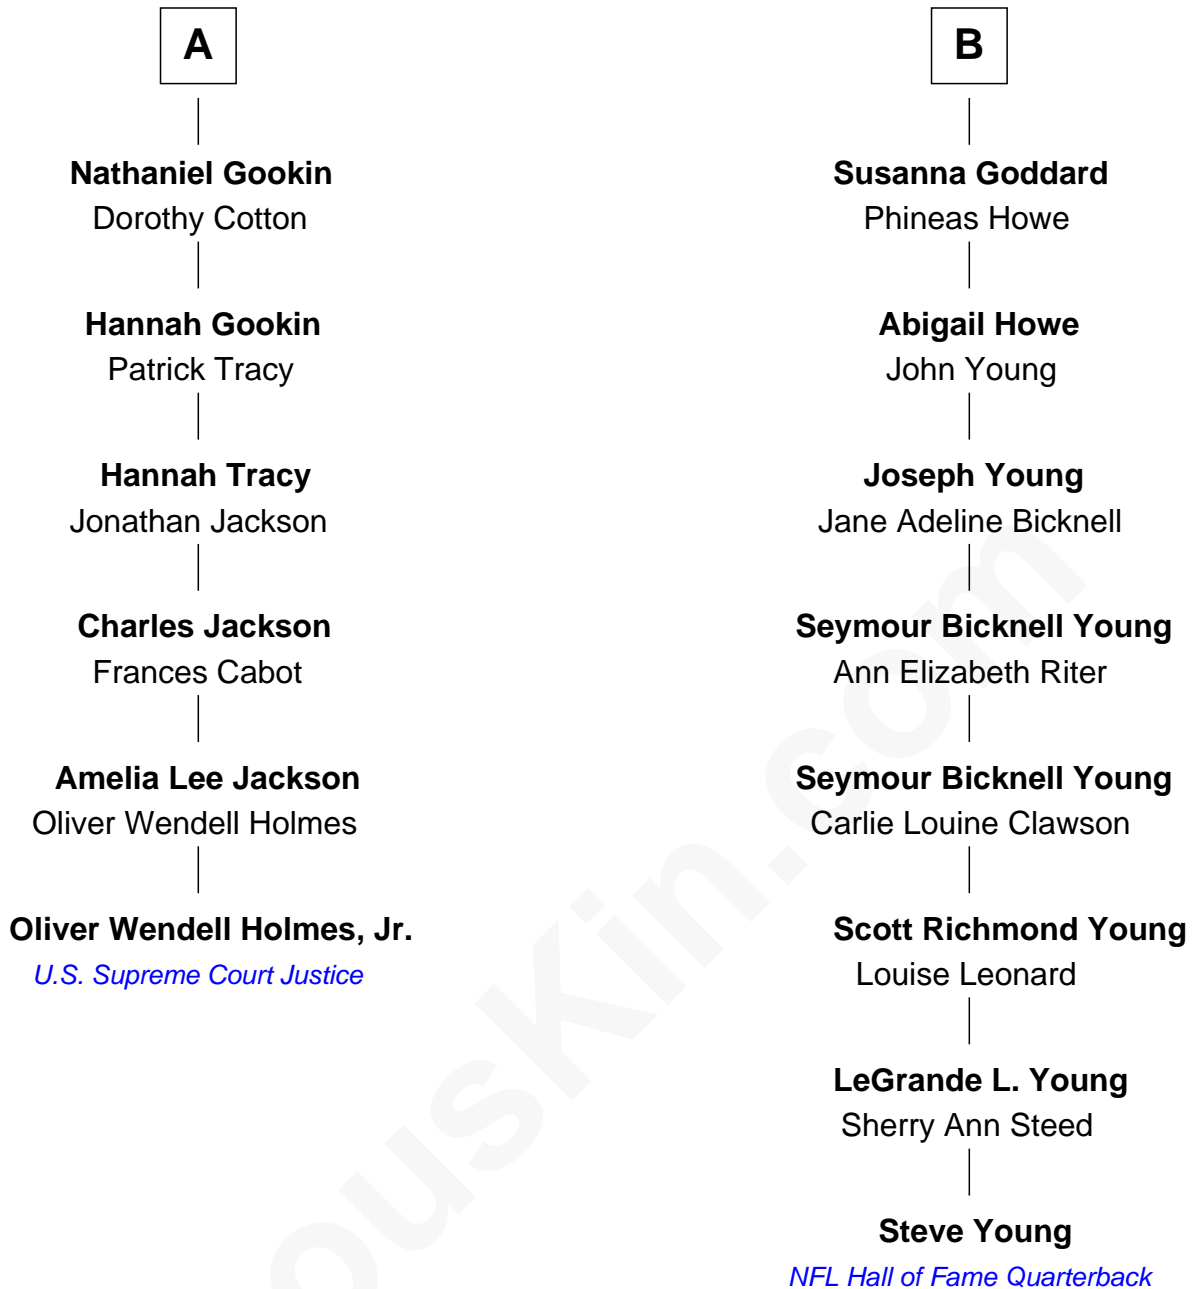 A
Nathaniel Gookin
Dorothy Cotton
Hannah Gookin
Patrick Tracy
Hannah Tracy
Jonathan Jackson
Charles Jackson
Frances Cabot
Amelia Lee Jackson
Oliver Wendell Holmes
Oliver Wendell Holmes, Jr.
U.S. Supreme Court Justice
B
Susanna Goddard
Phineas Howe
Abigail Howe
John Young
Joseph Young
Jane Adeline Bicknell
Seymour Bicknell Young
Ann Elizabeth Riter
Seymour Bicknell Young
Carlie Louine Clawson
Scott Richmond Young
Louise Leonard
LeGrande L. Young
Sherry Ann Steed
Steve Young
NFL Hall of Fame Quarterback
ousKin.com